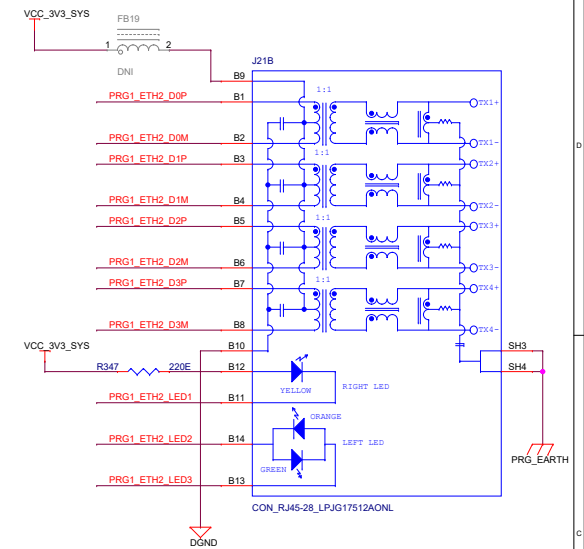 VCC_3V3_SYS
FB19
1
2
DNI
J21B
B9
1:1
PRG1_ETH2_D0P
B1
TX1+
PRG1_ETH2_D0M
B2
TX1-
1:1
PRG1_ETH2_D1P
B3
TX2+
D
PRG1_ETH2_D1M
B4
TX2-
1:1
PRG1_ETH2_D2P
B5
TX3+
PRG1_ETH2_D2M
B6
TX3-
1:1
PRG1_ETH2_D3P
B7
TX4+
PRG1_ETH2_D3M
B8
TX4-
VCC_3V3_SYS
B10
SH3
R347
220E
B12
SH4
YELLOW
RIGHT LED
PRG1_ETH2_LED1
B11
ORANGE
PRG1_ETH2_LED2
B14
LEFT LED
GREEN
PRG_EARTH
PRG1_ETH2_LED3
B13
CON_RJ45-28_LPJG17512AONL
DGND
C